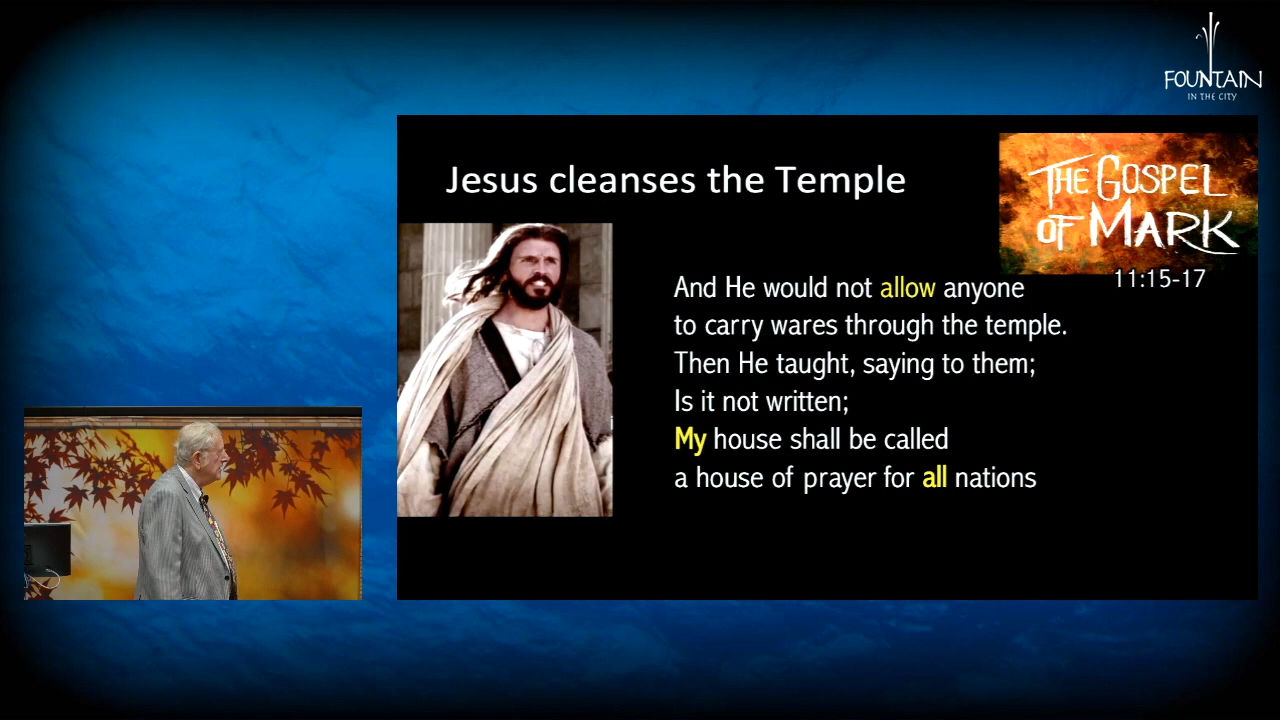 FOUNTAIN
IN THE CITY
Jesus cleanses the Temple
THE GOSPEL
OF MARK
11:15-17
And He would not allow anyone
to carry wares through the temple.
Then He taught, saying to them;
Is it not written;
My house shall be called
a house of prayer for all nations